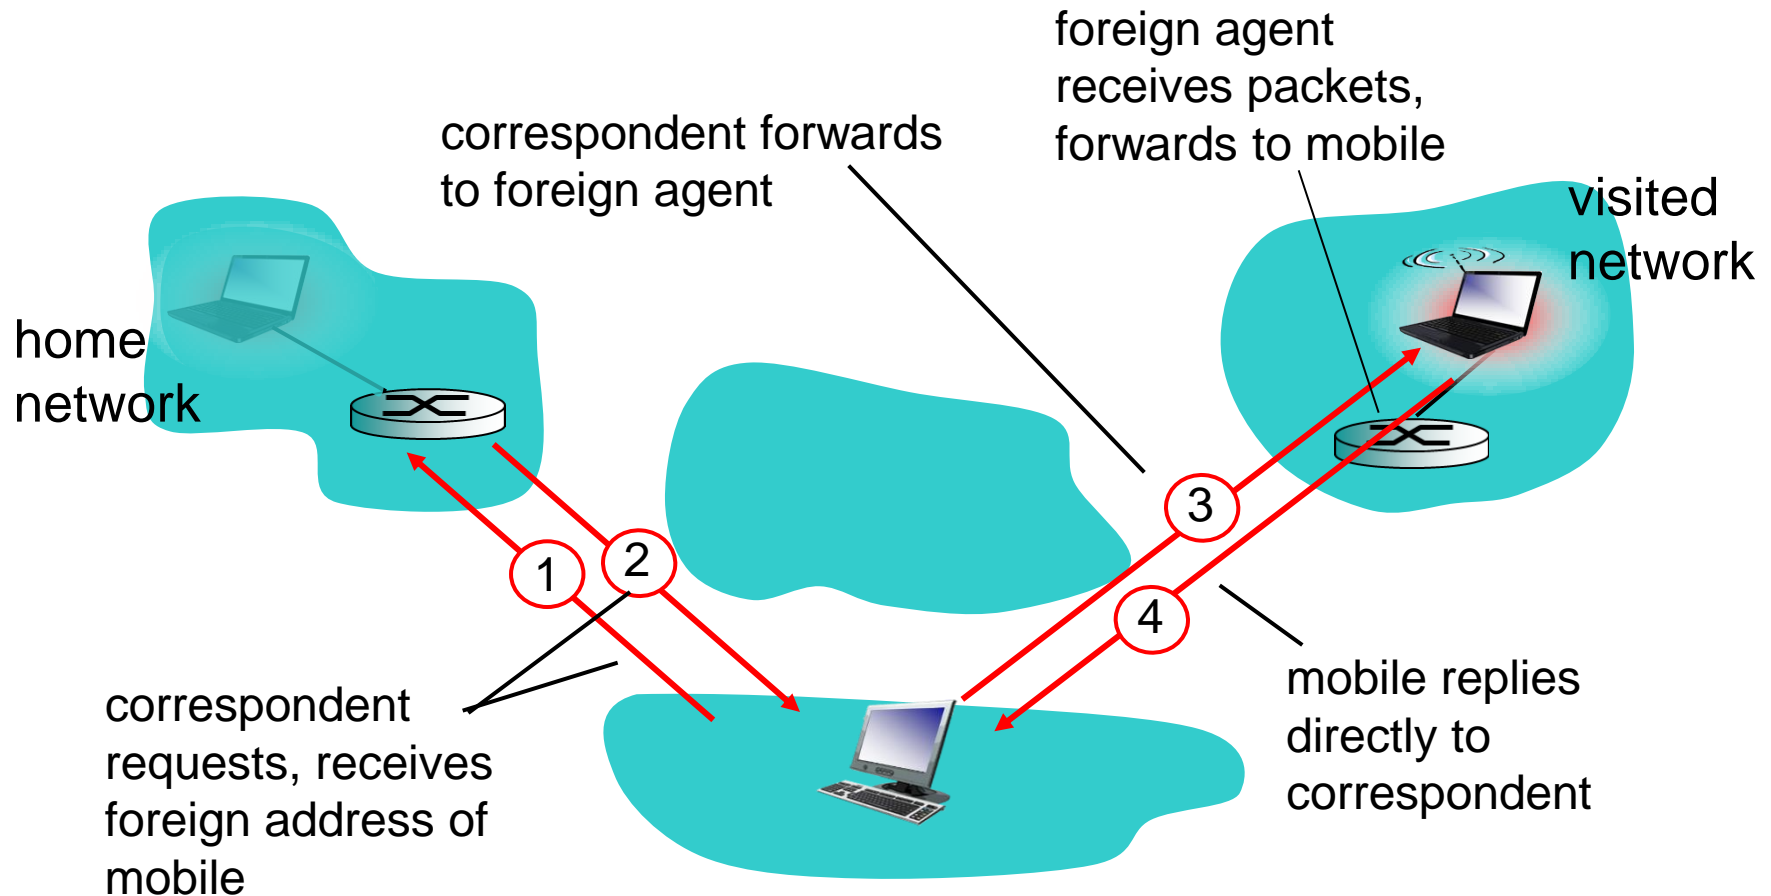 foreign agent
receives packets,
forwards to mobile
correspondent forwards
to foreign agent
visited
network
home
network
3
2
1
4
correspondent
requests, receives
foreign address of
mobile
mobile replies
directly to
correspondent